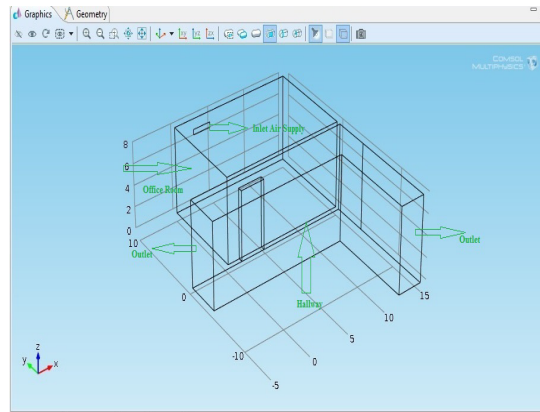 Graphics
Geometry
COMSOL
MULTIPHYSICS
Inlet Air Supply
8
6
4
2
0
Office Room
10
Outlet
Outlet
0
Hallway
15
10
5
-10
0
-5
z
y
x